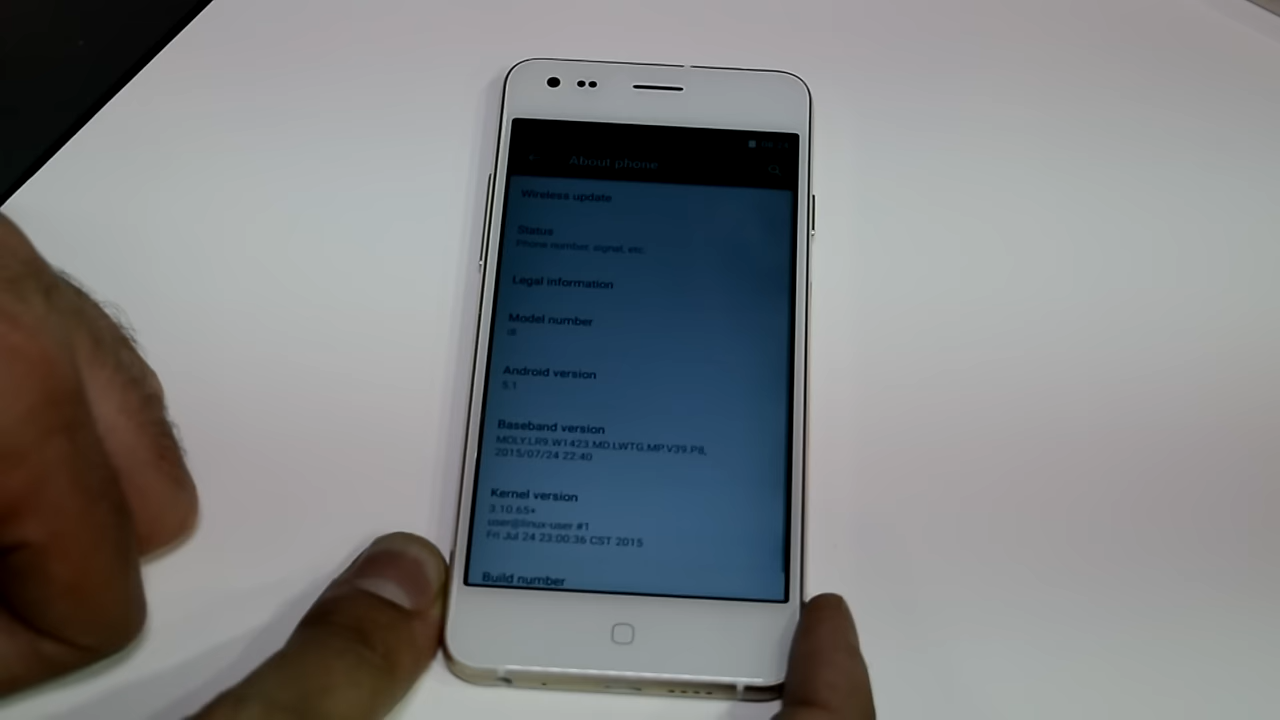 About phone
Wireless update
Status
Phone number, signal, etc.
Legal information
Model number
Android version
5.1
Baseband version
MOLY.LR9.W1423.MD.LWTG.MP.V39.P8,
2015/07/24 22:40
Kernel version
3.10.65+
user@linux-user #1
Fri Jul 24 23:00:36 CST 2015
Build number